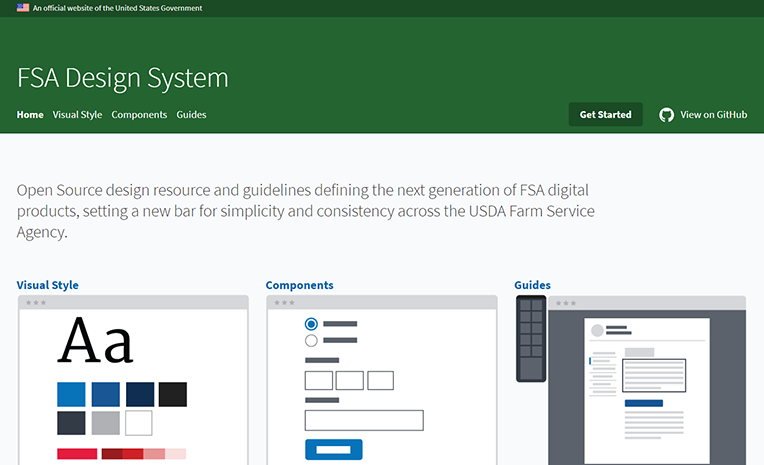 An official website of the United States Government
FSA Design System
Home Visual Style Components Guides Get Started View on GitHub
Open Source design resource and guidelines defining the next generation of FSA digital
products, setting a new bar for simplicity and consistency across the USDA Farm Service
Agency.
Visual Style Components Guides
Aa